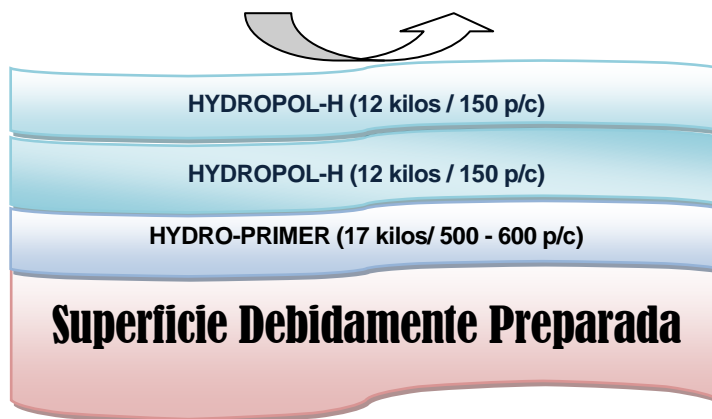 HYDROPOL-H (12 kilos / 150 p/c)
HYDROPOL-H (12 kilos / 150 p/c)
HYDRO-PRIMER (17 kilos/ 500 - 600 p/c)
Superficie Debidamente Preparada